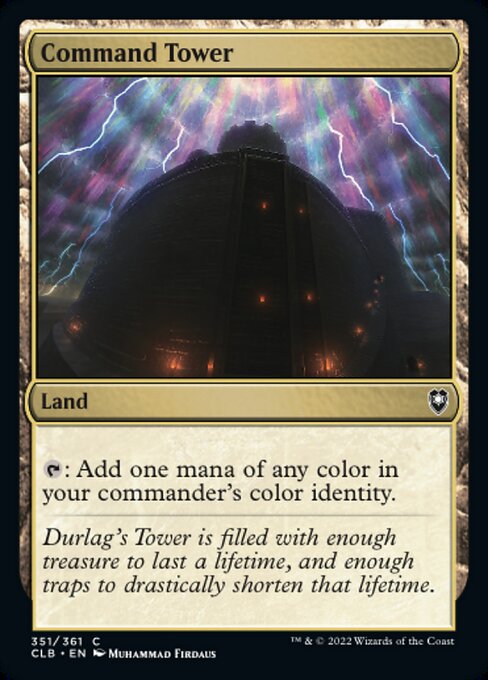 Command Tower
Land
: Add one mana of any color in
your commander's color identity.
Durlag's Tower is filled with enough
treasure to last a lifetime, and enough
traps to drastically shorten that lifetime.
351/361 C
CLB • EN Muhammad Firdaus
™ & © 2022 Wizards of the Coast